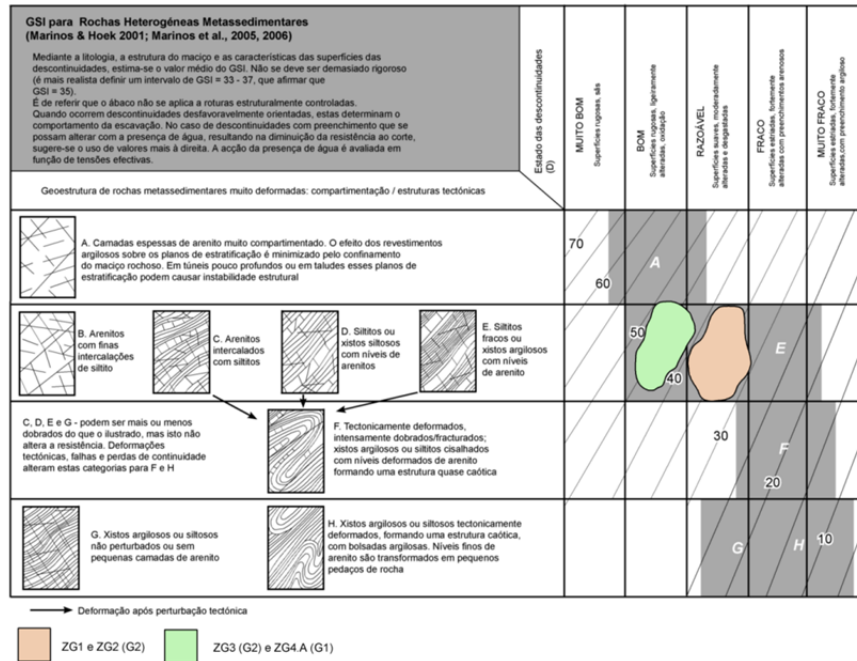 GSI para Rochas Heterogéneas Metassedimentares
(Marinos & Hoek 2001; Marinos et al., 2005, 2006)
Mediante a litologia, a estrutura do maciço e as características das superfícies das
descontinuidades, estima-se o valor médio do GSI. Não se deve ser demasiado rigoroso
(é mais realista definir um intervalo de GSI = 33 - 37, que afirmar que
GSI = 35).
É de referir que o ábaco não se aplica a roturas estruturalmente controladas.
Quando ocorrem descontinuidades desfavoravelmente orientadas, estas determinam o
comportamento da escavação. No caso de descontinuidades com preenchimento que se
possam alterar com a presença de água, resultando na diminuição da resistência ao corte,
sugere-se o uso de valores mais à direita. A acção da presença de água é avaliada em
função de tensões efectivas.
Geoestrutura de rochas metassedimentares muito deformadas: compartimentação / estruturas tectónicas
Estado das descontinuidades
(D)
MUITO BOM
Superfícies rugosas, sãs
BOM
Superfícies rugosas, ligeiramente
alteradas, oxidação
RAZOÁVEL
Superfícies suaves, moderadamente
alteradas e desgastadas
FRACO
Superfícies estriadas, fortemente
alteradas com preenchimentos arenosos
MUITO FRACO
Superfícies estriadas, fortemente
alteradas,com preenchimento argiloso
A. Camadas espessas de arenito muito compartimentado. O efeito dos revestimentos
argilosos sobre os planos de estratificação é minimizado pelo confinamento
do maciço rochoso. Em túneis pouco profundos ou em taludes esses planos de
estratificação podem causar instabilidade estrutural
70
60
A
B. Arenitos
com finas
intercalações
de siltito
C. Arenitos
intercalados
com siltitos
D. Siltitos ou
xistos siltosos
com níveis de
arenitos
E. Siltitos
fracos ou
xistos argilosos
com níveis
de arenito
50
40
E
C, D, E e G - podem ser mais ou menos
dobrados do que o ilustrado, mas isto não
altera a resistência. Deformações
tectónicas, falhas e perdas de continuidade
alteram estas categorias para F e H
F. Tectonicamente deformados,
intensamente dobrados/fracturados;
xistos argilosos ou siltitos cisalhados
com níveis deformados de arenito
formando uma estrutura quase caótica
30
F
20
G. Xistos argilosos ou siltosos
não perturbados ou sem
pequenas camadas de arenito
H. Xistos argilosos ou siltosos tectonicamente
deformados, formando uma estrutura caótica,
com bolsadas argilosas. Níveis finos de
arenito são transformados em pequenos
pedaços de rocha
G
H
10
Deformação após perturbação tectónica
ZG1 e ZG2 (G2)
ZG3 (G2) e ZG4.A (G1)